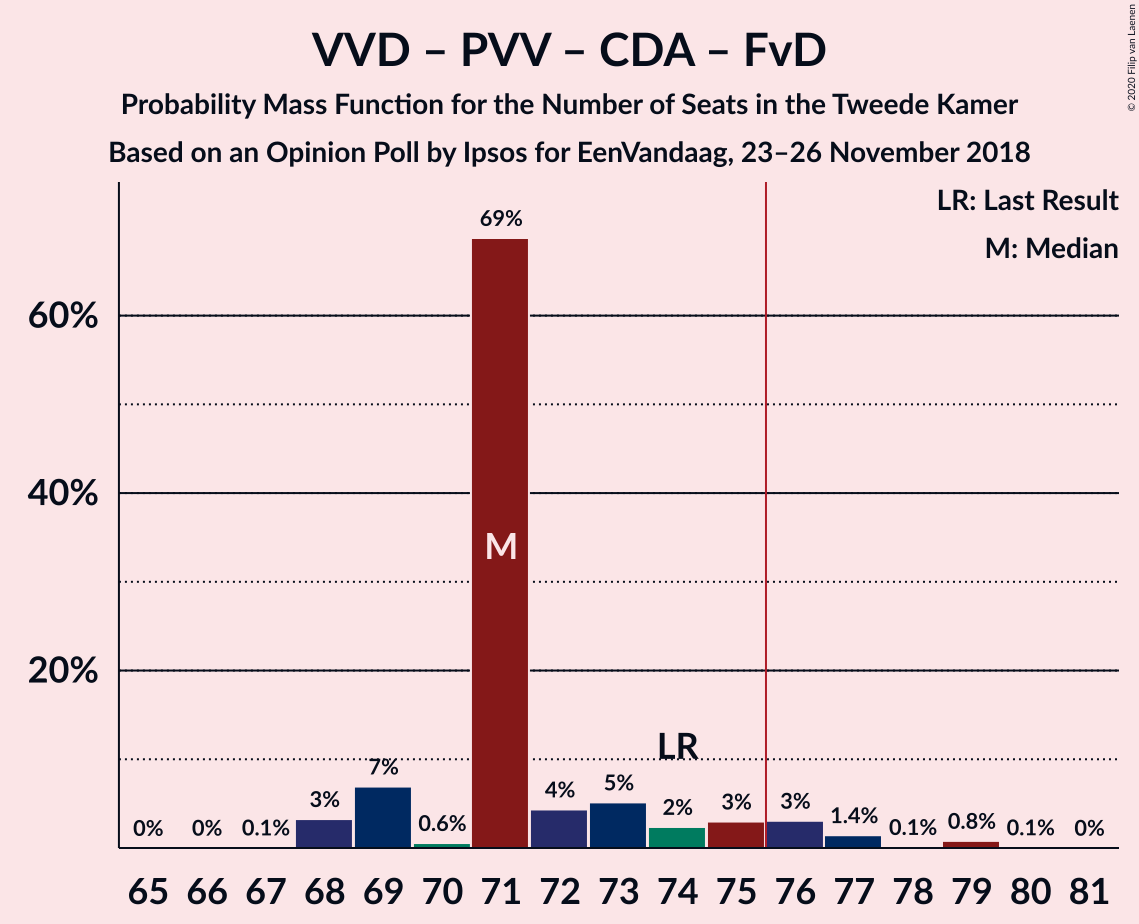 VVD – PVV – CDA – FvD
Probability Mass Function for the Number of Seats in the Tweede Kamer
Based on an Opinion Poll by Ipsos for EenVandaag, 23–26 November 2018
© 2020 Filip van Laenen
LR: Last Result
M: Median
60%
40%
20%
0%
0%
0.1%
3%
7%
0.6%
69%
M
4%
5%
LR
2%
3%
3%
1.4%
0.1%
0.8%
0.1%
0%
65 66 67 68 69 70 71 72 73 74 75 76 77 78 79 80 81